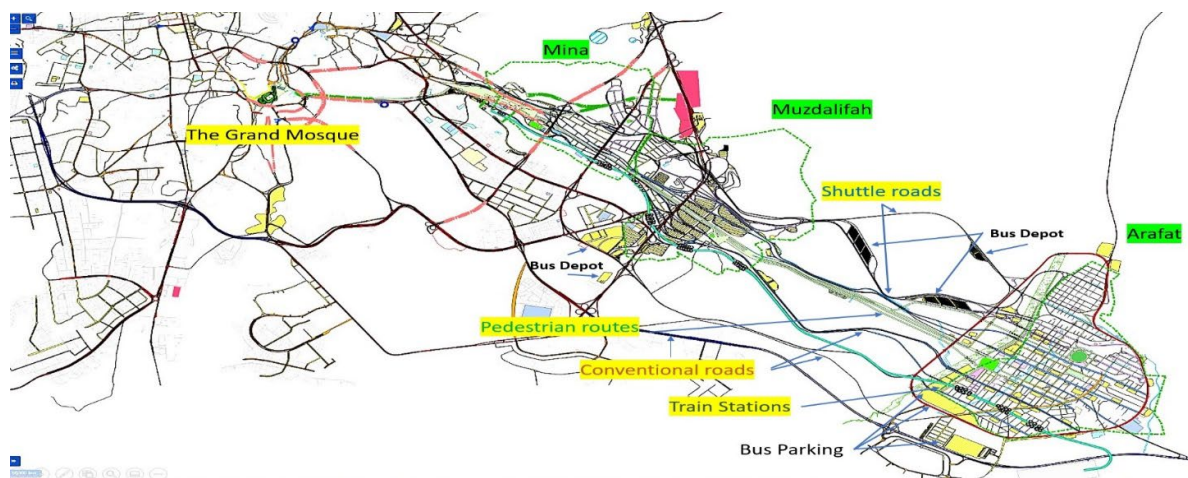 Mina
Muzdalifah
The Grand Mosque
Shuttle roads
Bus Depot
Arafat
Bus Depot
Pedestrian routes
Conventional roads
Train Stations
Bus Parking